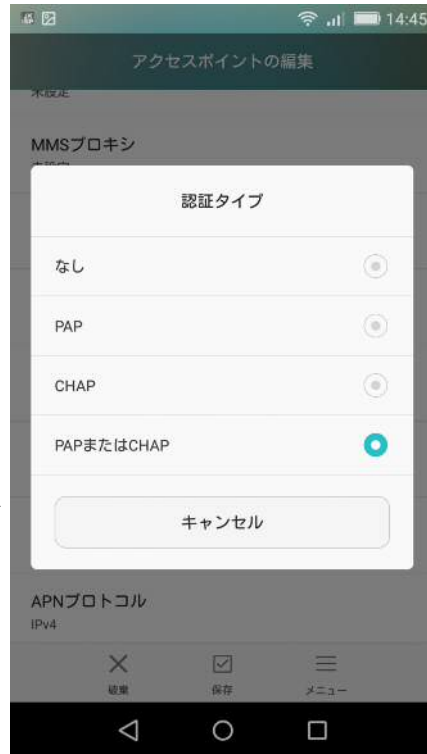 14:45
アクセスポイントの編集
未設定
MMSプロキシ
認証タイプ
なし
PAP
CHAP
PAPまたはCHAP
キャンセル
APNプロトコル
IPv4
破棄
保存
メニュー